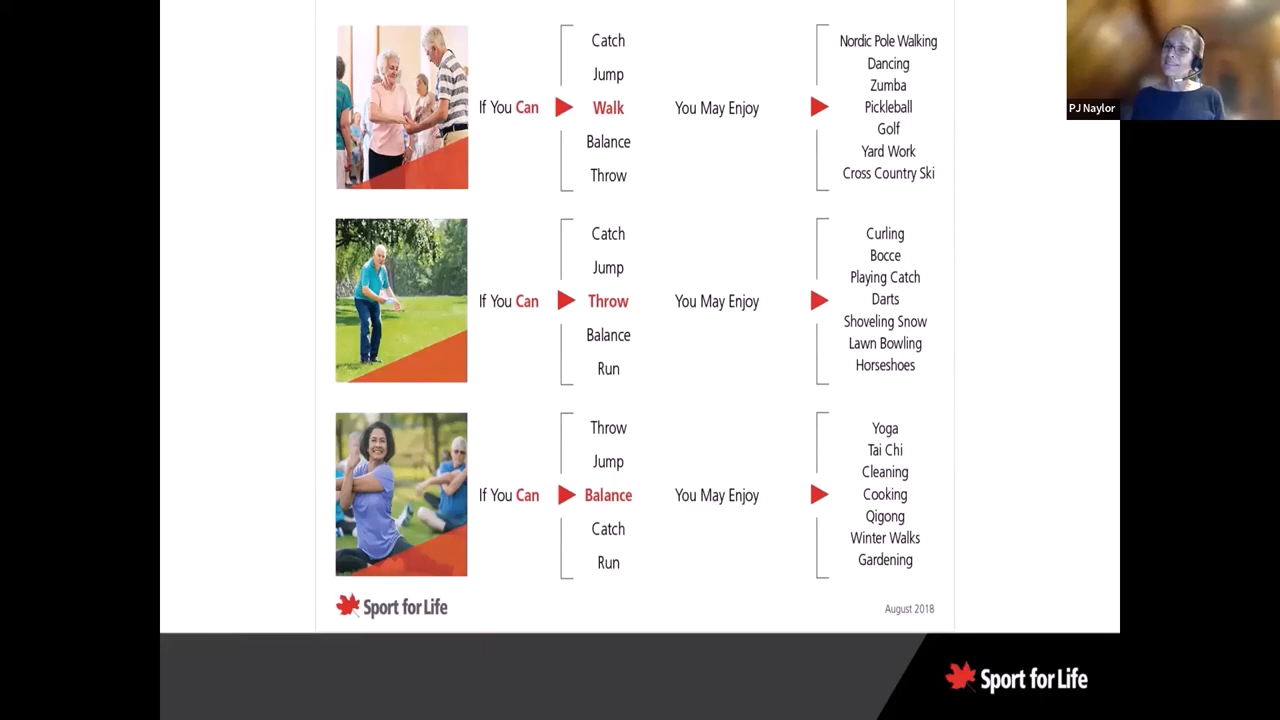 Catch
Jump
If You Can Walk You May Enjoy
Balance
Throw
Nordic Pole Walking
Dancing
Zumba
Pickleball
Golf
Yard Work
Cross Country Ski
Catch
Jump
If You Can Throw You May Enjoy
Balance
Run
Curling
Bocce
Playing Catch
Darts
Shoveling Snow
Lawn Bowling
Horseshoes
Throw
Jump
If You Can Balance You May Enjoy
Catch
Run
Yoga
Tai Chi
Cleaning
Cooking
Qigong
Winter Walks
Gardening
Sport for Life
August 2018
Sport for Life
PJ Naylor